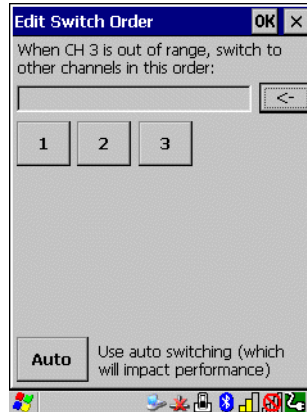 Edit Switch Order OK ×
When CH 3 is out of range, switch to
other channels in this order:
<-
1 2 3
Auto Use auto switching (which
will impact performance)